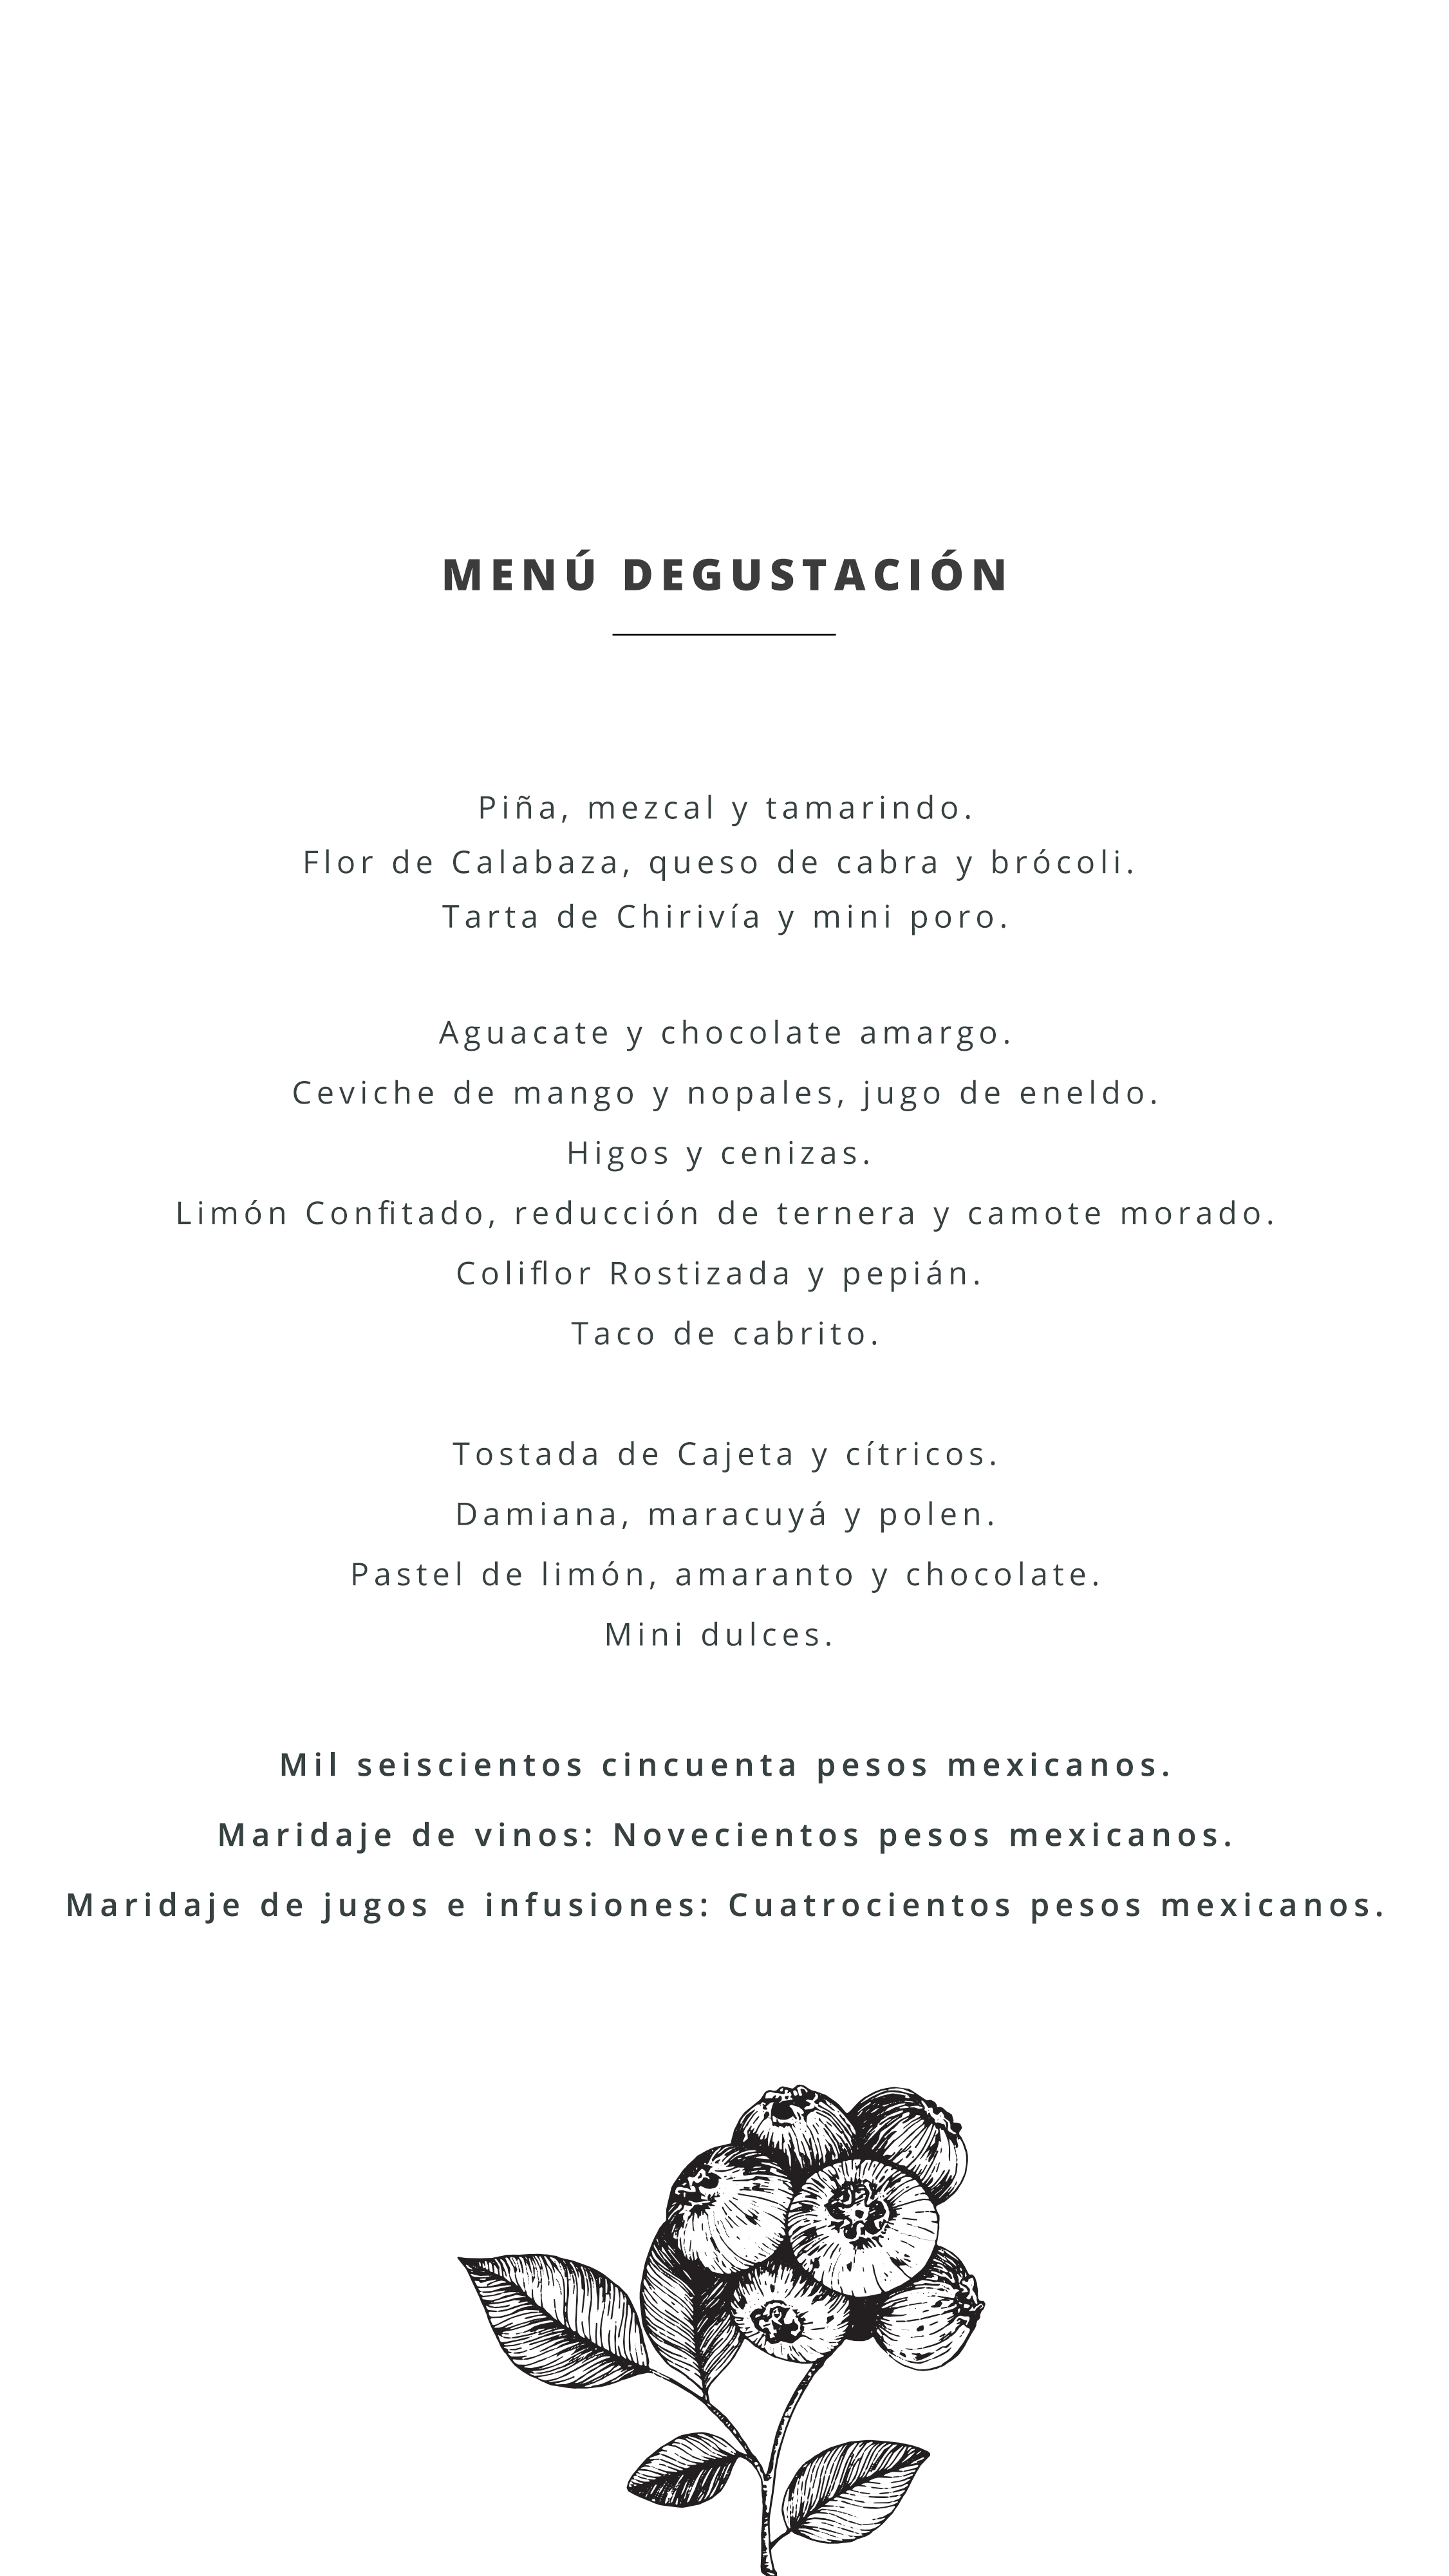 MENÚ DEGUSTACIÓN
Piña, mezcal y tamarindo.
Flor de Calabaza, queso de cabra y brócoli.
Tarta de Chirivía y mini poro.
Aguacate y chocolate amargo.
Ceviche de mango y nopales, jugo de eneldo.
Higos y cenizas.
Limón Confitado, reducción de ternera y camote morado.
Coliflor Rostizada y pepián.
Taco de cabrito.
Tostada de Cajeta y cítricos.
Damiana, maracuyá y polen.
Pastel de limón, amaranto y chocolate.
Mini dulces.
Mil seiscientos cincuenta pesos mexicanos.
Maridaje de vinos: Novecientos pesos mexicanos.
Maridaje de jugos e infusiones: Cuatrocientos pesos mexicanos.